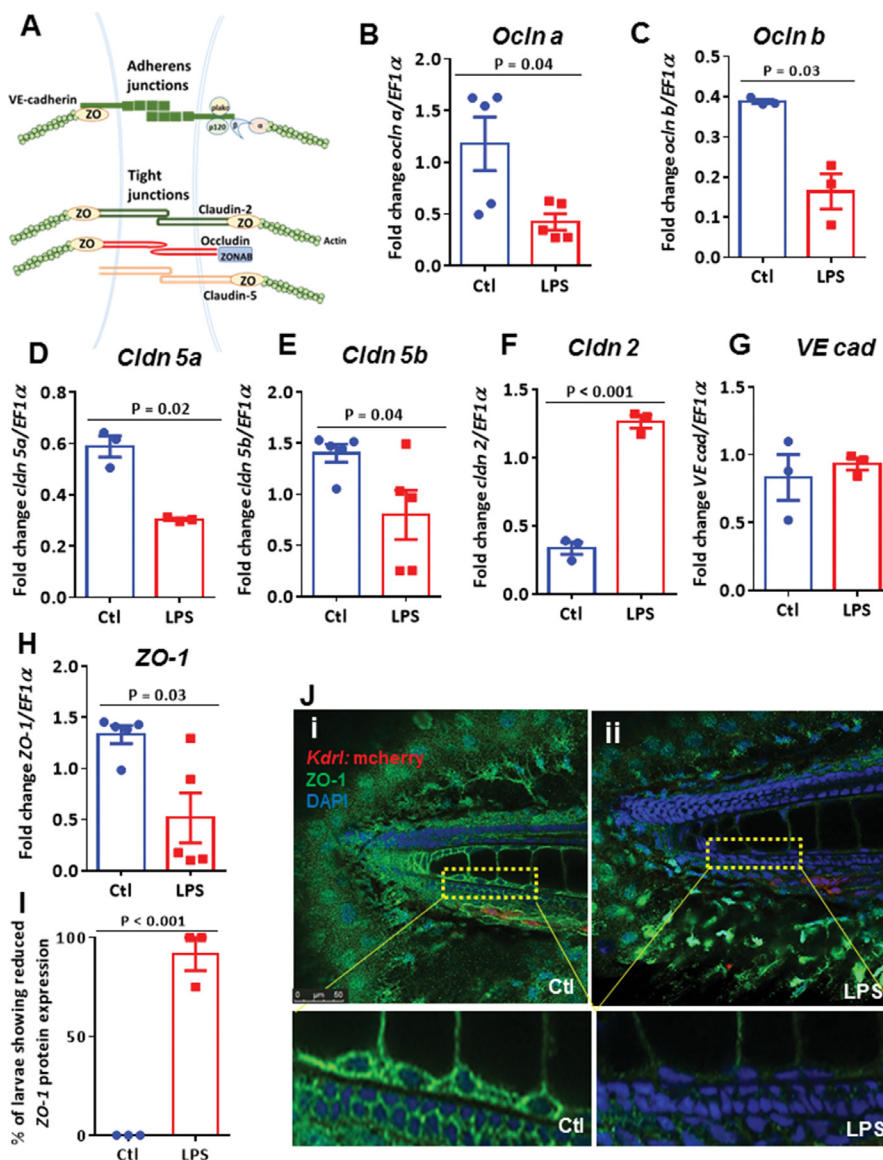 A
Adherens
junctions
VE-cadherin
ZO
plako
p120
β
α
Tight
junctions
ZO
Claudin-2
ZO
Actin
ZO
Occludin
ZONAB
ZO
Claudin-5
B
Ocln a
P = 0.04
Fold change ocln a/EF1α
2.0
1.5
1.0
0.5
0.0
Ctl
LPS
C
Ocln b
P = 0.03
Fold change ocln b/EF1α
0.4
0.3
0.2
0.1
0.0
Ctl
LPS
D
Cldn 5a
P = 0.02
Fold change cldn 5a/EF1α
0.8
0.6
0.4
0.2
0.0
Ctl
LPS
E
Cldn 5b
P = 0.04
Fold change cldn 5b/EF1α
2.0
1.5
1.0
0.5
0.0
Ctl
LPS
F
Cldn 2
P < 0.001
Fold change cldn 2/EF1α
1.5
1.0
0.5
0.0
Ctl
LPS
G
VE cad
Fold change VE cad/EF1α
1.5
1.0
0.5
0.0
Ctl
LPS
H
ZO-1
P = 0.03
Fold change ZO-1/EF1α
2.0
1.5
1.0
0.5
0.0
Ctl
LPS
I
P < 0.001
% of larvae showing reduced
ZO-1 protein expression
100
50
0
Ctl
LPS
J
i
Kdrl: mcherry
ZO-1
DAPI
0 µm 50
Ctl
ii
LPS
Ctl
LPS